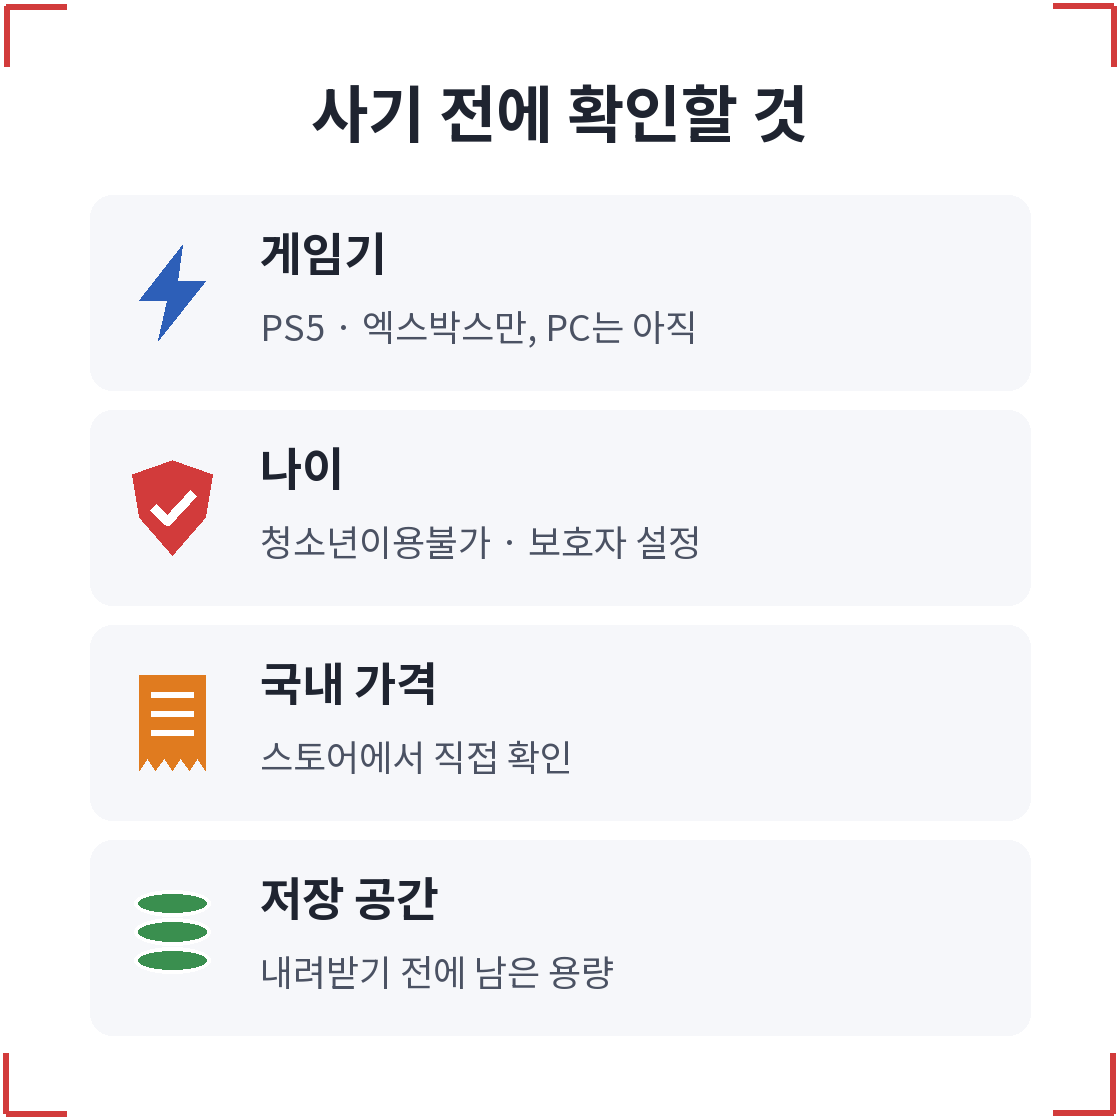 사기 전에 확인할 것
게임기
PS5 · 엑스박스만, PC는 아직
나이
청소년이용불가 · 보호자 설정
국내 가격
스토어에서 직접 확인
저장 공간
내려받기 전에 남은 용량